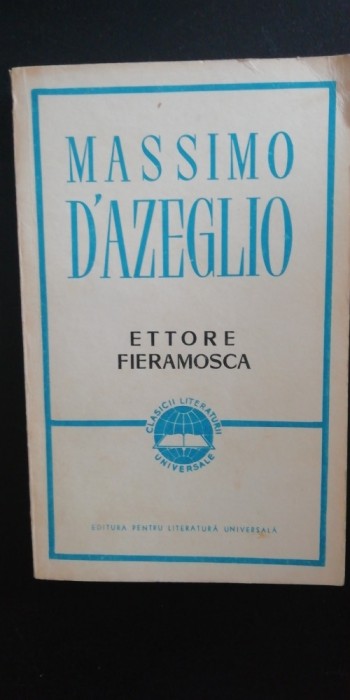 MASSIMO
D'AZEGLIO
ETTORE
FIERAMOSCA
CLASICII LITERATURII
UNIVERSALE
EDITURA PENTRU LITERATURĂ UNIVERSALĂ